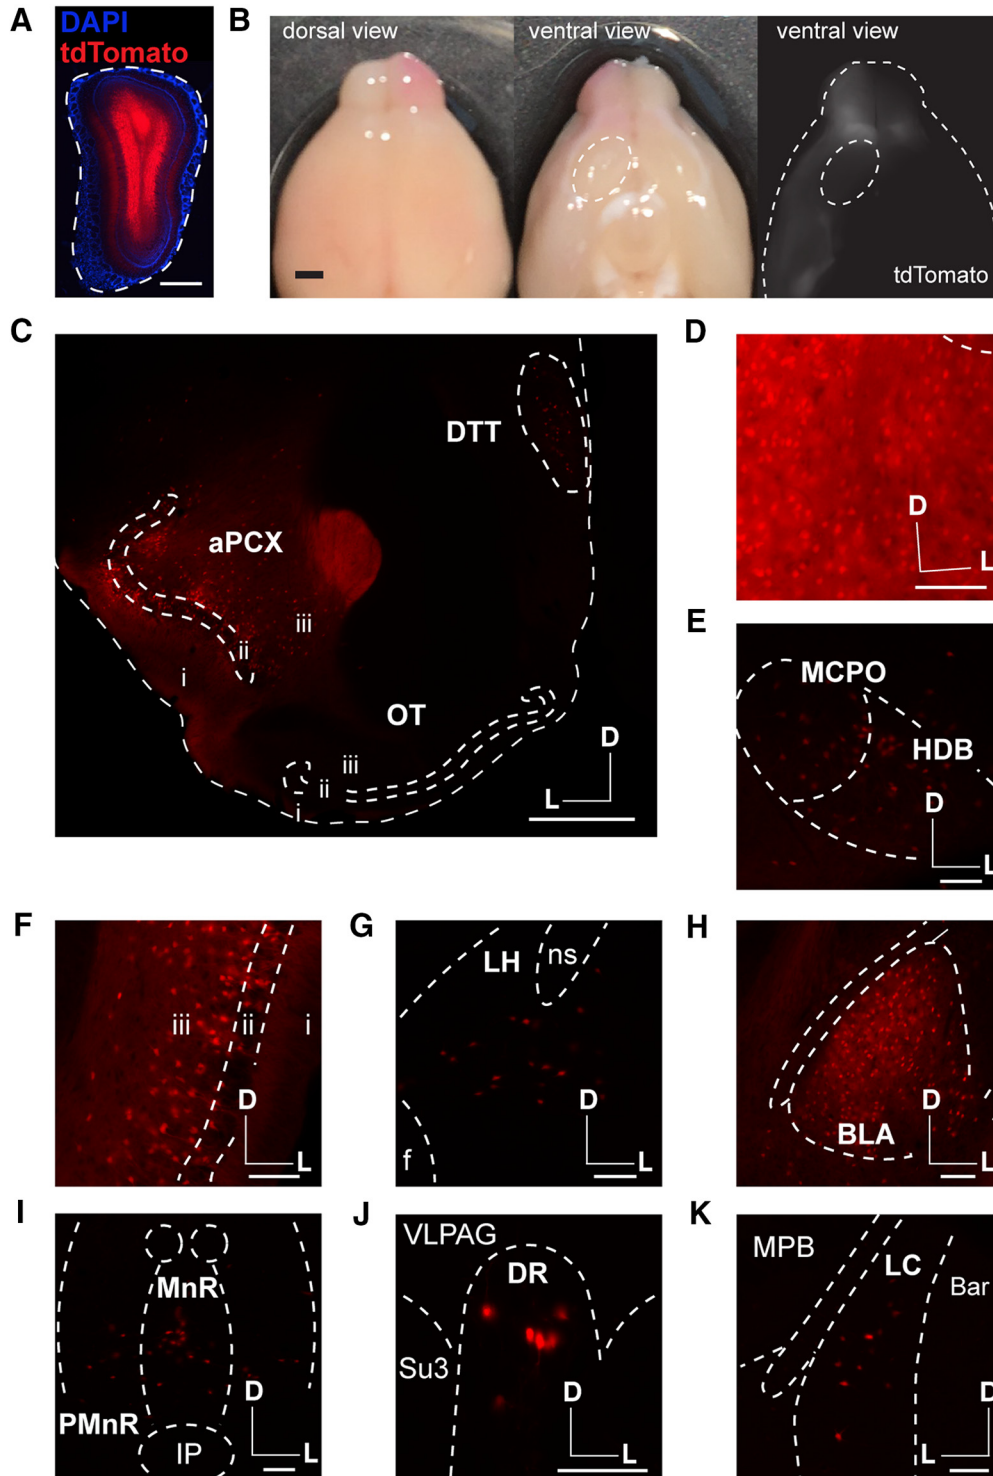 A
DAPI
tdTomato
B
dorsal view
ventral view
ventral view
tdTomato
C
DTT
aPCX
iii
ii
i
OT
iii
ii
i
D
L
D
D
L
E
MCPO
HDB
D
L
F
iii
ii
i
D
L
G
LH
ns
D
L
f
H
D
BLA
L
I
MnR
D
PMnR
IP
L
J
VLPAG
DR
Su3
D
L
K
MPB
LC
Bar
D
L